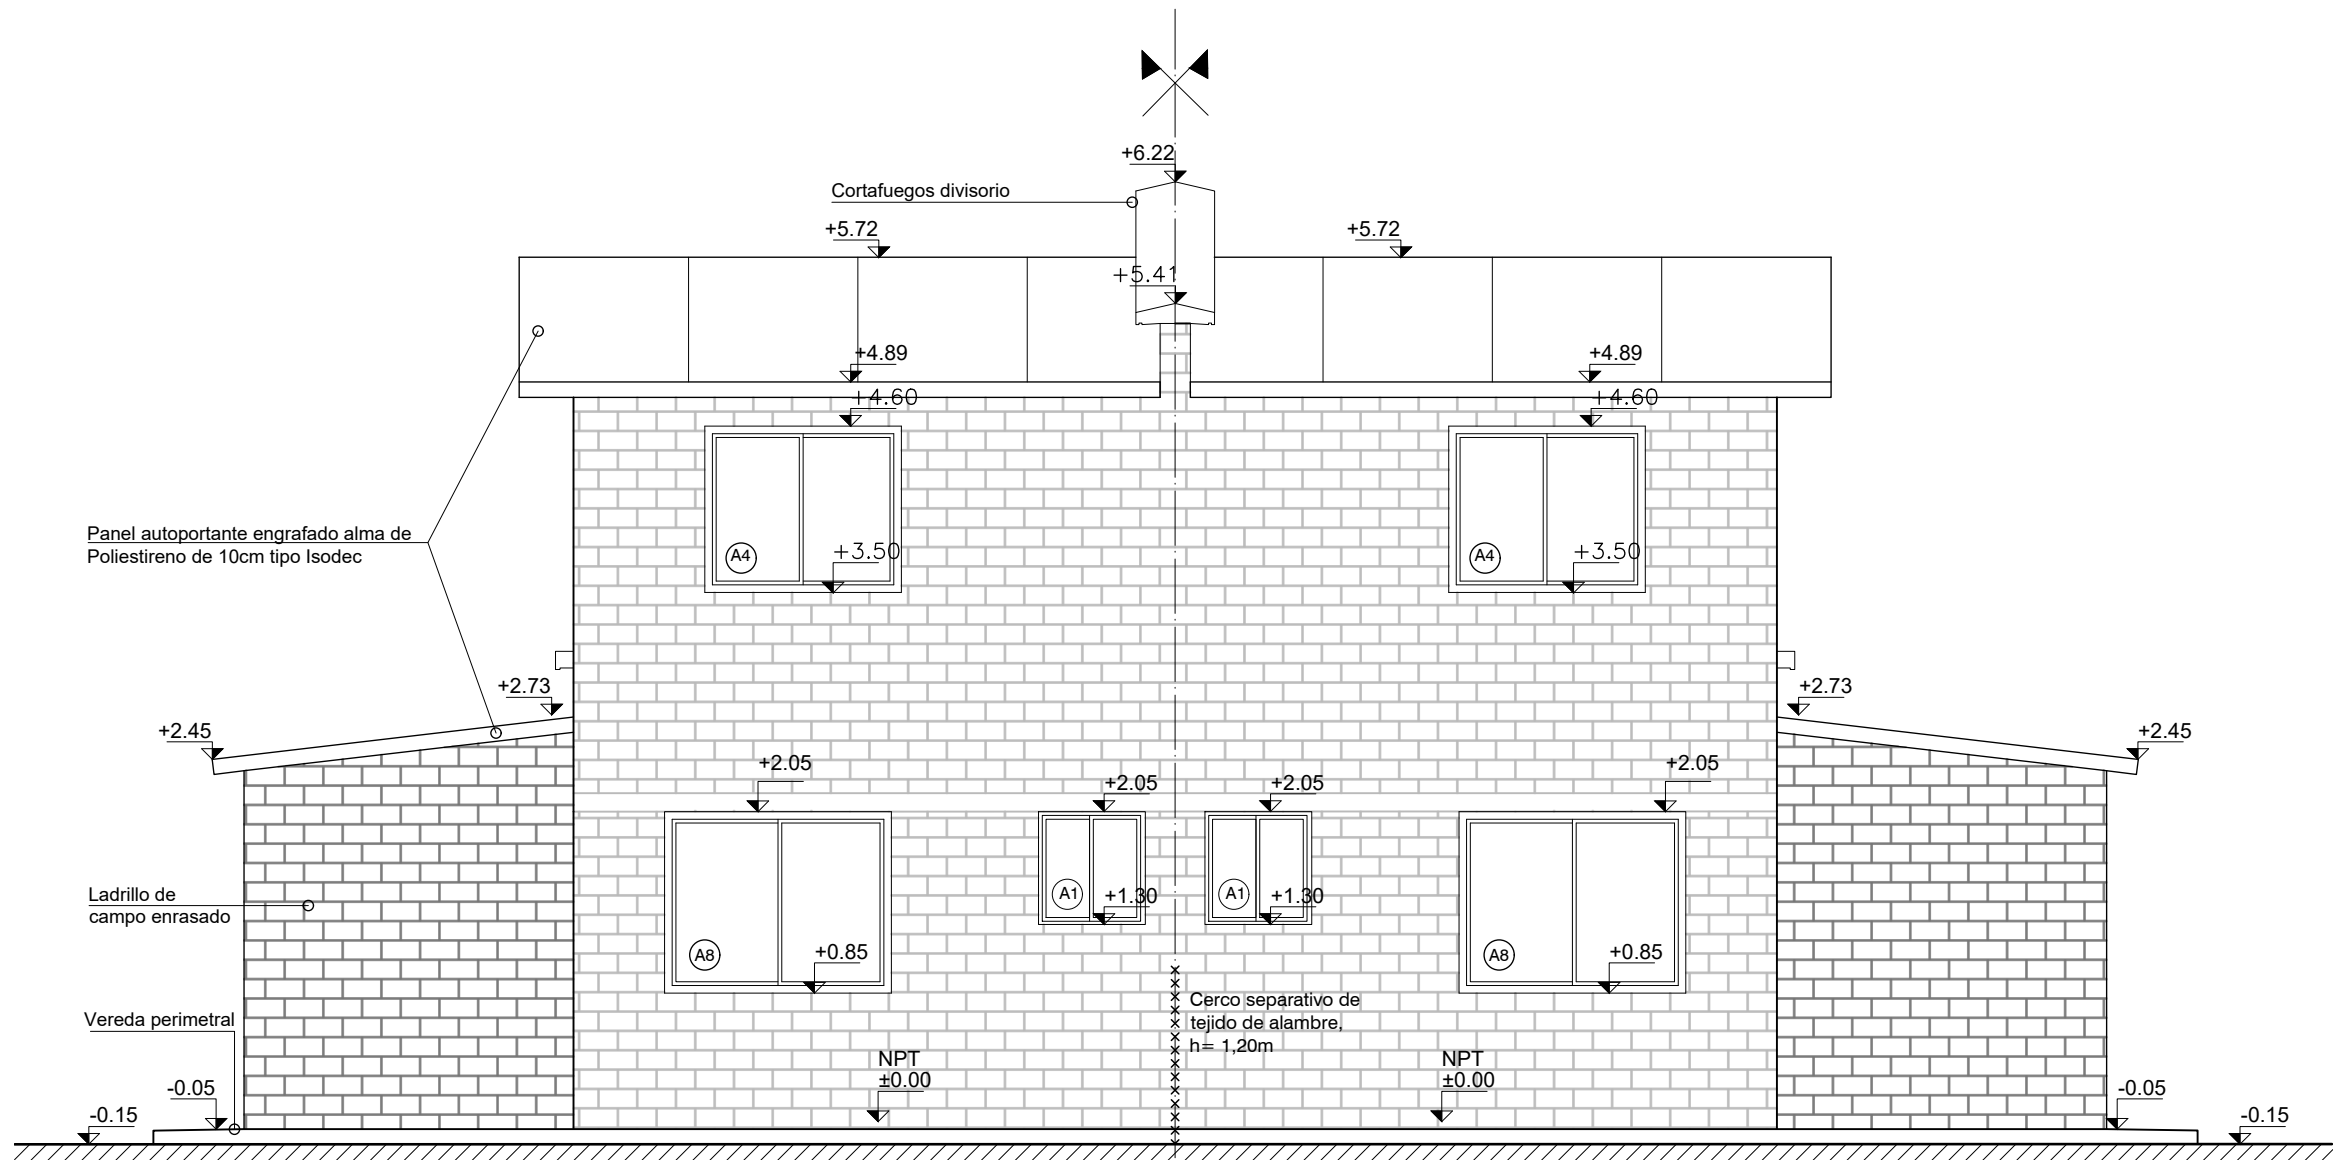 +6.22
Cortafuegos divisorio
+5.72
+5.72
+5.41
+4.89
+4.89
+4.60
+4.60
Panel autoportante engrafado alma de
Poliestireno de 10cm tipo Isodec
A4
+3.50
A4
+3.50
+2.73
+2.73
+2.45
+2.45
+2.05
+2.05
+2.05
+2.05
Ladrillo de
campo enrasado
A1
+1.30
A1
+1.30
A8
+0.85
A8
+0.85
Cerco separativo de
tejido de alambre,
h= 1,20m
Vereda perimetral
NPT
±0.00
NPT
±0.00
-0.05
-0.05
-0.15
-0.15